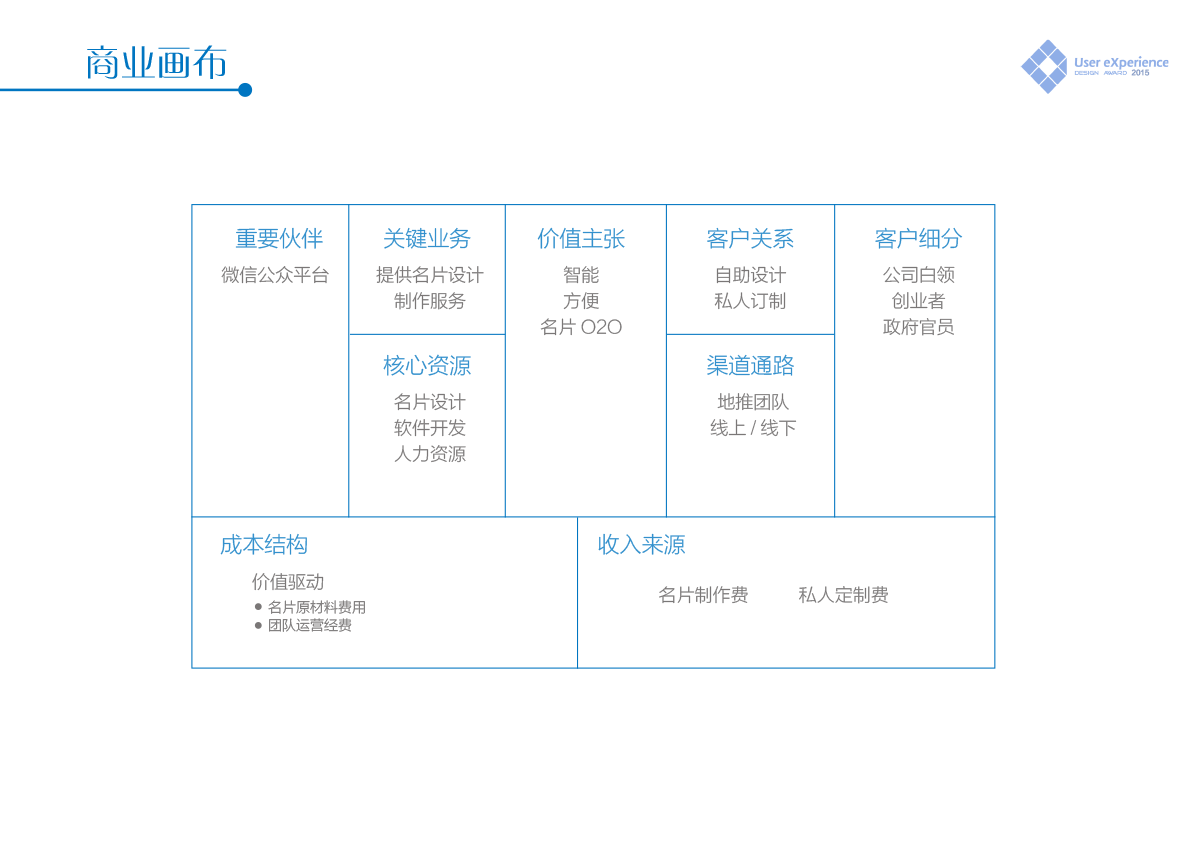 商业画布
User eXperience
DESIGN AWARD 2015
重要伙伴
微信公众平台
关键业务
提供名片设计
制作服务
核心资源
名片设计
软件开发
人力资源
价值主张
智能
方便
名片 O2O
客户关系
自助设计
私人订制
渠道通路
地推团队
线上 / 线下
客户细分
公司白领
创业者
政府官员
成本结构
价值驱动
● 名片原材料费用
● 团队运营经费
收入来源
名片制作费 私人定制费